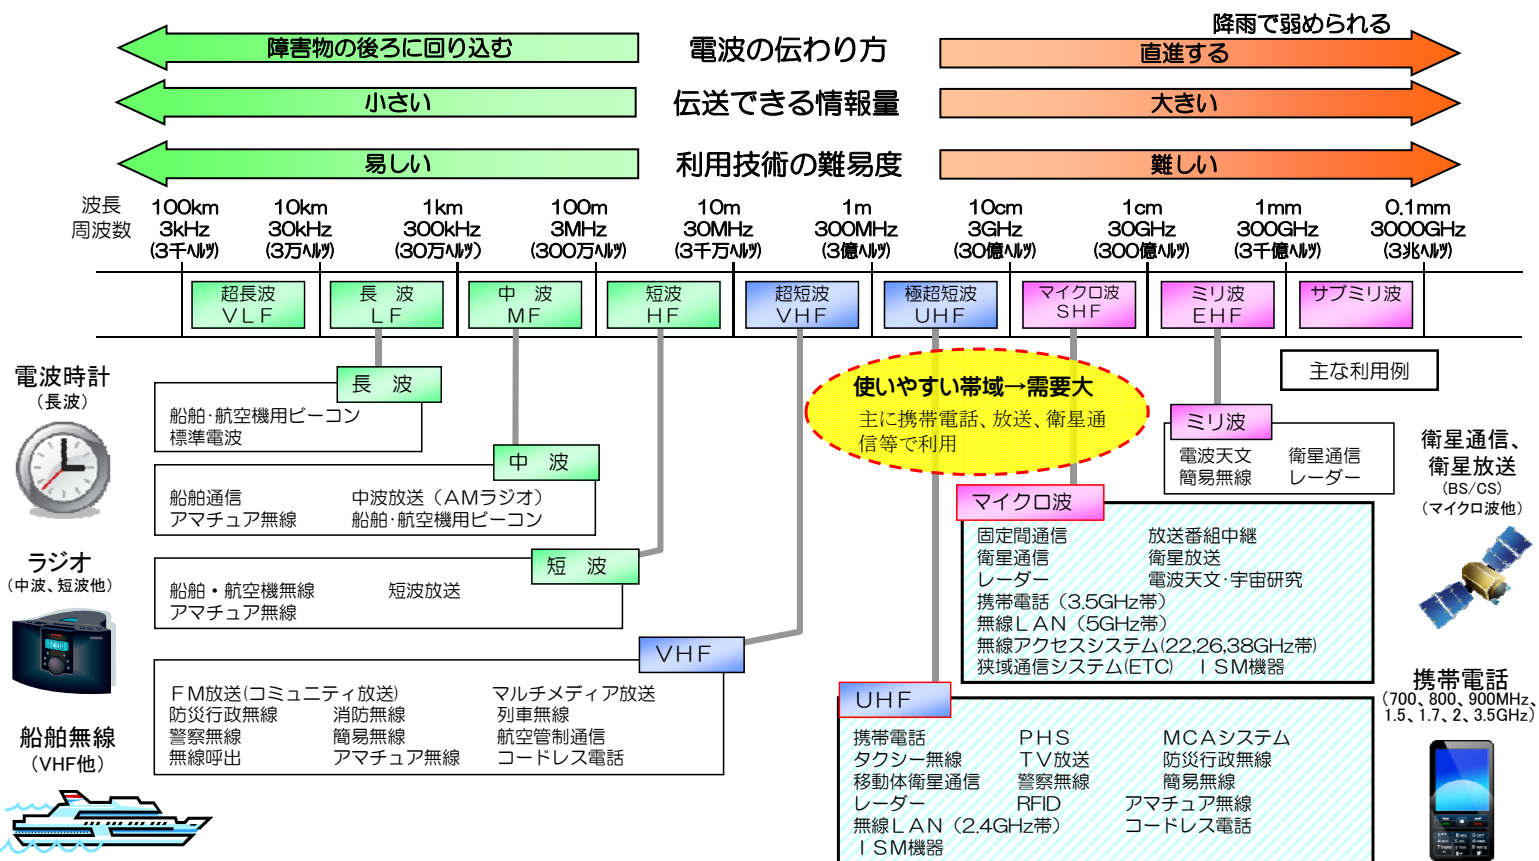 降雨で弱められる
障害物の後ろに回り込む 電波の伝わり方 直進する
小さい 伝送できる情報量 大きい
易しい 利用技術の難易度 難しい
波長 100km 10km 1km 100m 10m 1m 10cm 1cm 1mm 0.1mm
周波数 3kHz 30kHz 300kHz 3MHz 30MHz 300MHz 3GHz 30GHz 300GHz 3000GHz
(3千ﾍﾙﾂ) (3万ﾍﾙﾂ) (30万ﾍﾙﾂ) (300万ﾍﾙﾂ) (3千万ﾍﾙﾂ) (3億ﾍﾙﾂ) (30億ﾍﾙﾂ) (300億ﾍﾙﾂ) (3千億ﾍﾙﾂ) (3兆ﾍﾙﾂ)
超長波 長 波 中 波 短波 超短波 極超短波 マイクロ波 ミリ波 サブミリ波
VLF LF MF HF VHF UHF SHF EHF
主な利用例
電波時計
(長波)
長 波
船舶・航空機用ビーコン
標準電波
中 波
船舶通信 中波放送（AMラジオ）
アマチュア無線 船舶・航空機用ビーコン
ラジオ
(中波、短波他)
短 波
船舶・航空機無線 短波放送
アマチュア無線
船舶無線
(VHF他)
VHF
FM放送(コミュニティ放送) マルチメディア放送
防災行政無線 消防無線 列車無線
警察無線 簡易無線 航空管制通信
無線呼出 アマチュア無線 コードレス電話
使いやすい帯域→需要大
主に携帯電話、放送、衛星通
信等で利用
ミリ波
電波天文 衛星通信
簡易無線 レーダー
衛星通信、
衛星放送
(BS/CS)
(マイクロ波他)
マイクロ波
固定間通信 放送番組中継
衛星通信 衛星放送
レーダー 電波天文・宇宙研究
携帯電話（3.5GHz帯）
無線LAN（5GHz帯）
無線アクセスシステム(22,26,38GHz帯)
狭域通信システム(ETC) ISM機器
携帯電話
(700、800、900MHz、
1.5、1.7、2、3.5GHz)
UHF
携帯電話 PHS MCAシステム
タクシー無線 TV放送 防災行政無線
移動体衛星通信 警察無線 簡易無線
レーダー RFID アマチュア無線
無線LAN（2.4GHz帯） コードレス電話
ISM機器